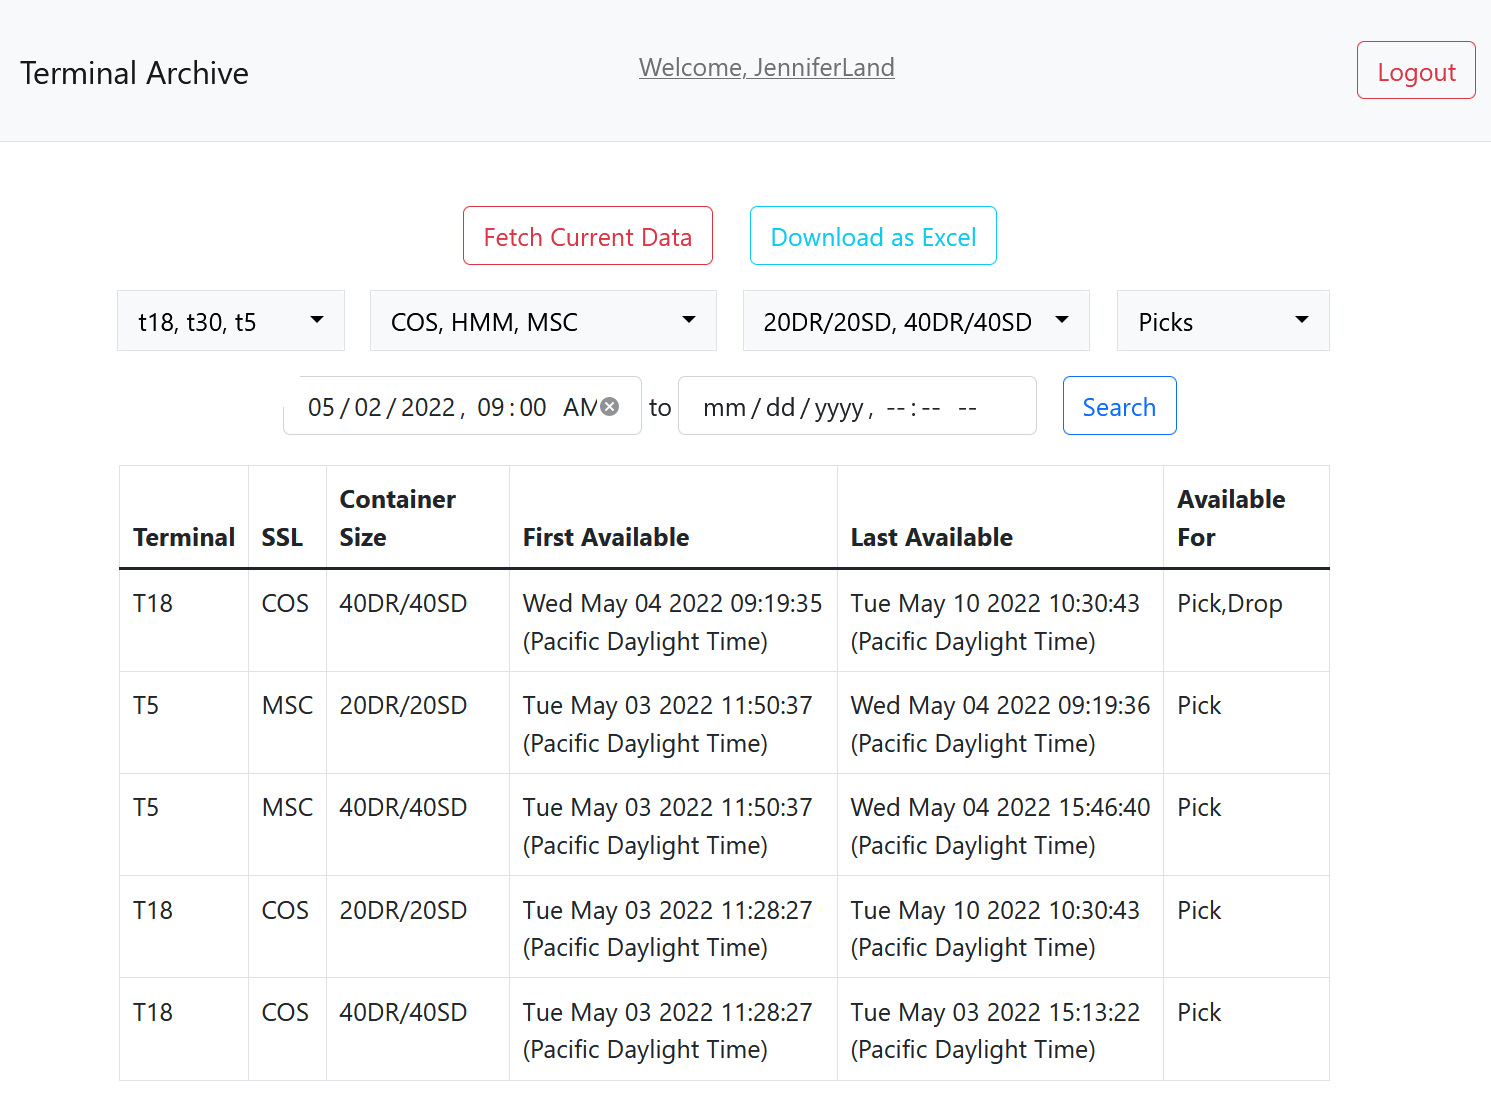 Terminal Archive
Welcome, JenniferLand
Logout
Fetch Current Data
Download as Excel
t18, t30, t5
COS, HMM, MSC
20DR/20SD, 40DR/40SD
Picks
05/02/2022, 09:00 AM
to
mm/dd/yyyy, --:-- --
Search
Terminal
SSL
Container
Size
First Available
Last Available
Available
For
T18
COS
40DR/40SD
Wed May 04 2022 09:19:35
(Pacific Daylight Time)
Tue May 10 2022 10:30:43
(Pacific Daylight Time)
Pick,Drop
T5
MSC
20DR/20SD
Tue May 03 2022 11:50:37
(Pacific Daylight Time)
Wed May 04 2022 09:19:36
(Pacific Daylight Time)
Pick
T5
MSC
40DR/40SD
Tue May 03 2022 11:50:37
(Pacific Daylight Time)
Wed May 04 2022 15:46:40
(Pacific Daylight Time)
Pick
T18
COS
20DR/20SD
Tue May 03 2022 11:28:27
(Pacific Daylight Time)
Tue May 10 2022 10:30:43
(Pacific Daylight Time)
Pick
T18
COS
40DR/40SD
Tue May 03 2022 11:28:27
(Pacific Daylight Time)
Tue May 03 2022 15:13:22
(Pacific Daylight Time)
Pick